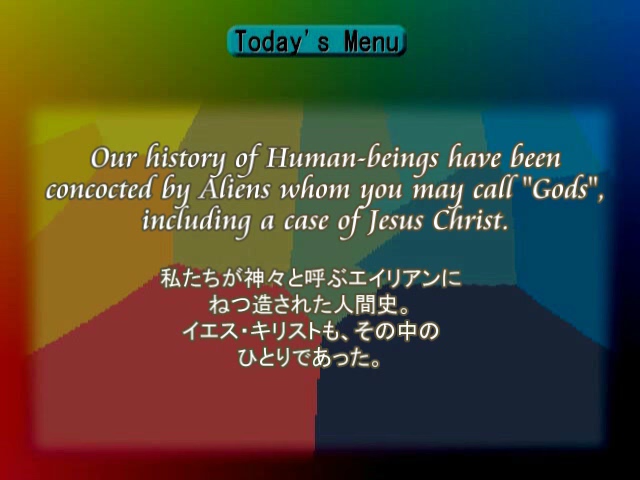 Today's Menu
Our history of Human-beings have been
concocted by Aliens whom you may call "Gods",
including a case of Jesus Christ.
私たちが神々と呼ぶエイリアンに
ねつ造された人間史。
イエス・キリストも、その中の
ひとりであった。